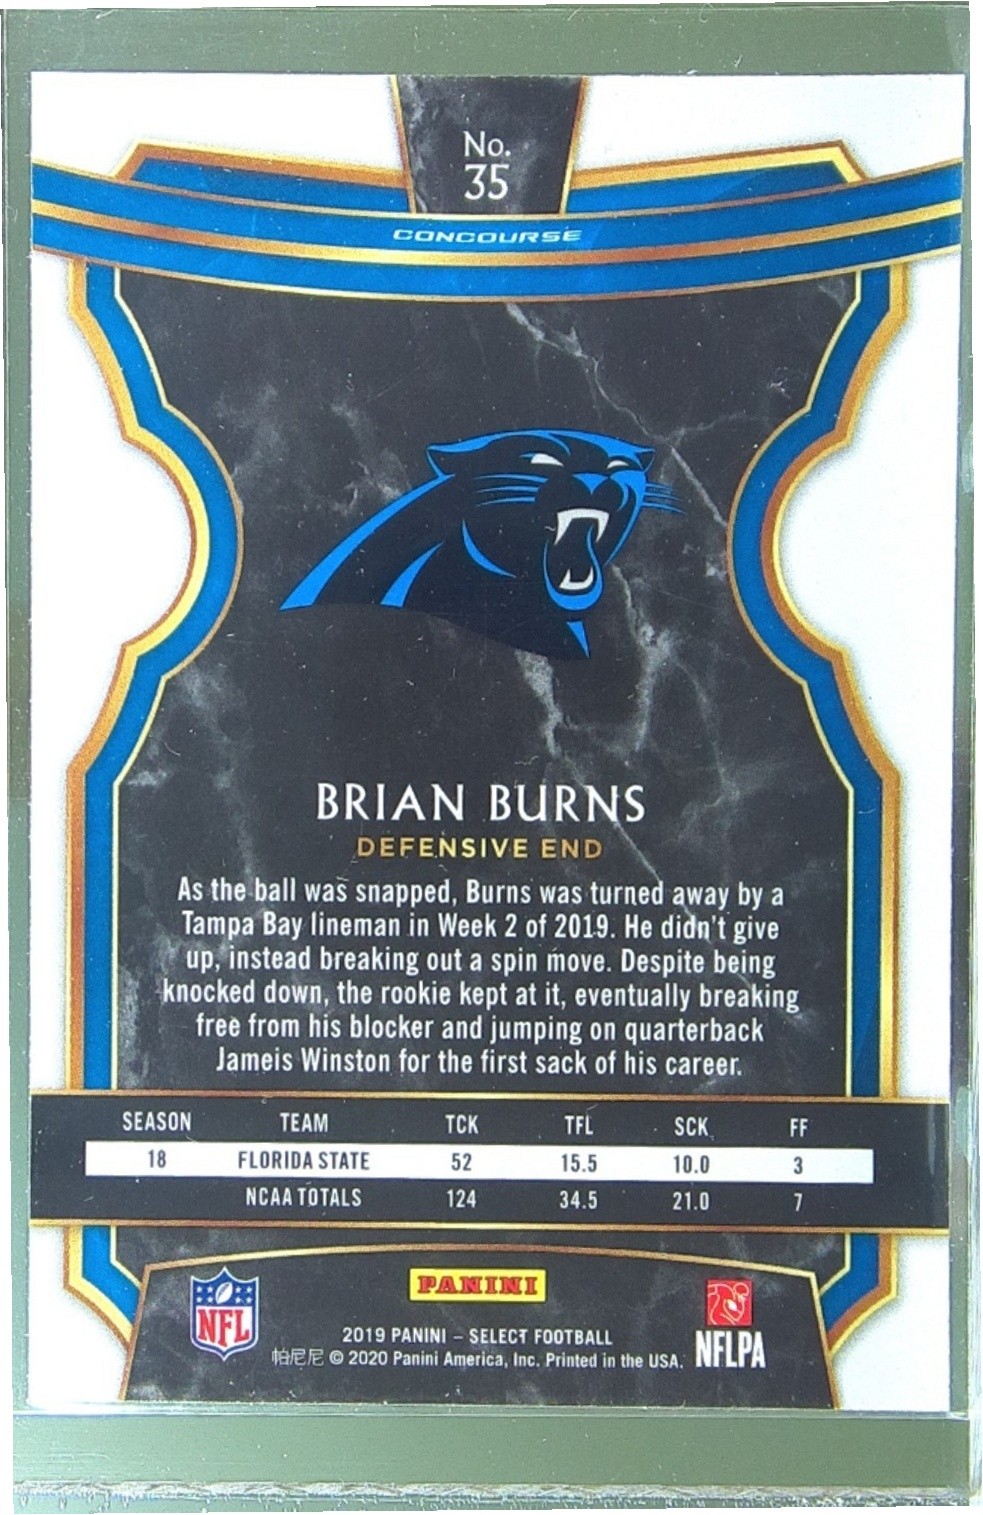 No.
35
CONCOURSE
BRIAN BURNS
DEFENSIVE END
As the ball was snapped, Burns was turned away by a
Tampa Bay lineman in Week 2 of 2019. He didn't give
up, instead breaking out a spin move. Despite being
knocked down, the rookie kept at it, eventually breaking
free from his blocker and jumping on quarterback
Jameis Winston for the first sack of his career.
SEASON TEAM TCK TFL SCK FF
18 FLORIDA STATE 52 15.5 10.0 3
NCAA TOTALS 124 34.5 21.0 7
NFL
PANINI
NFLPA
2019 PANINI – SELECT FOOTBALL
帕尼尼 © 2020 Panini America, Inc. Printed in the USA.